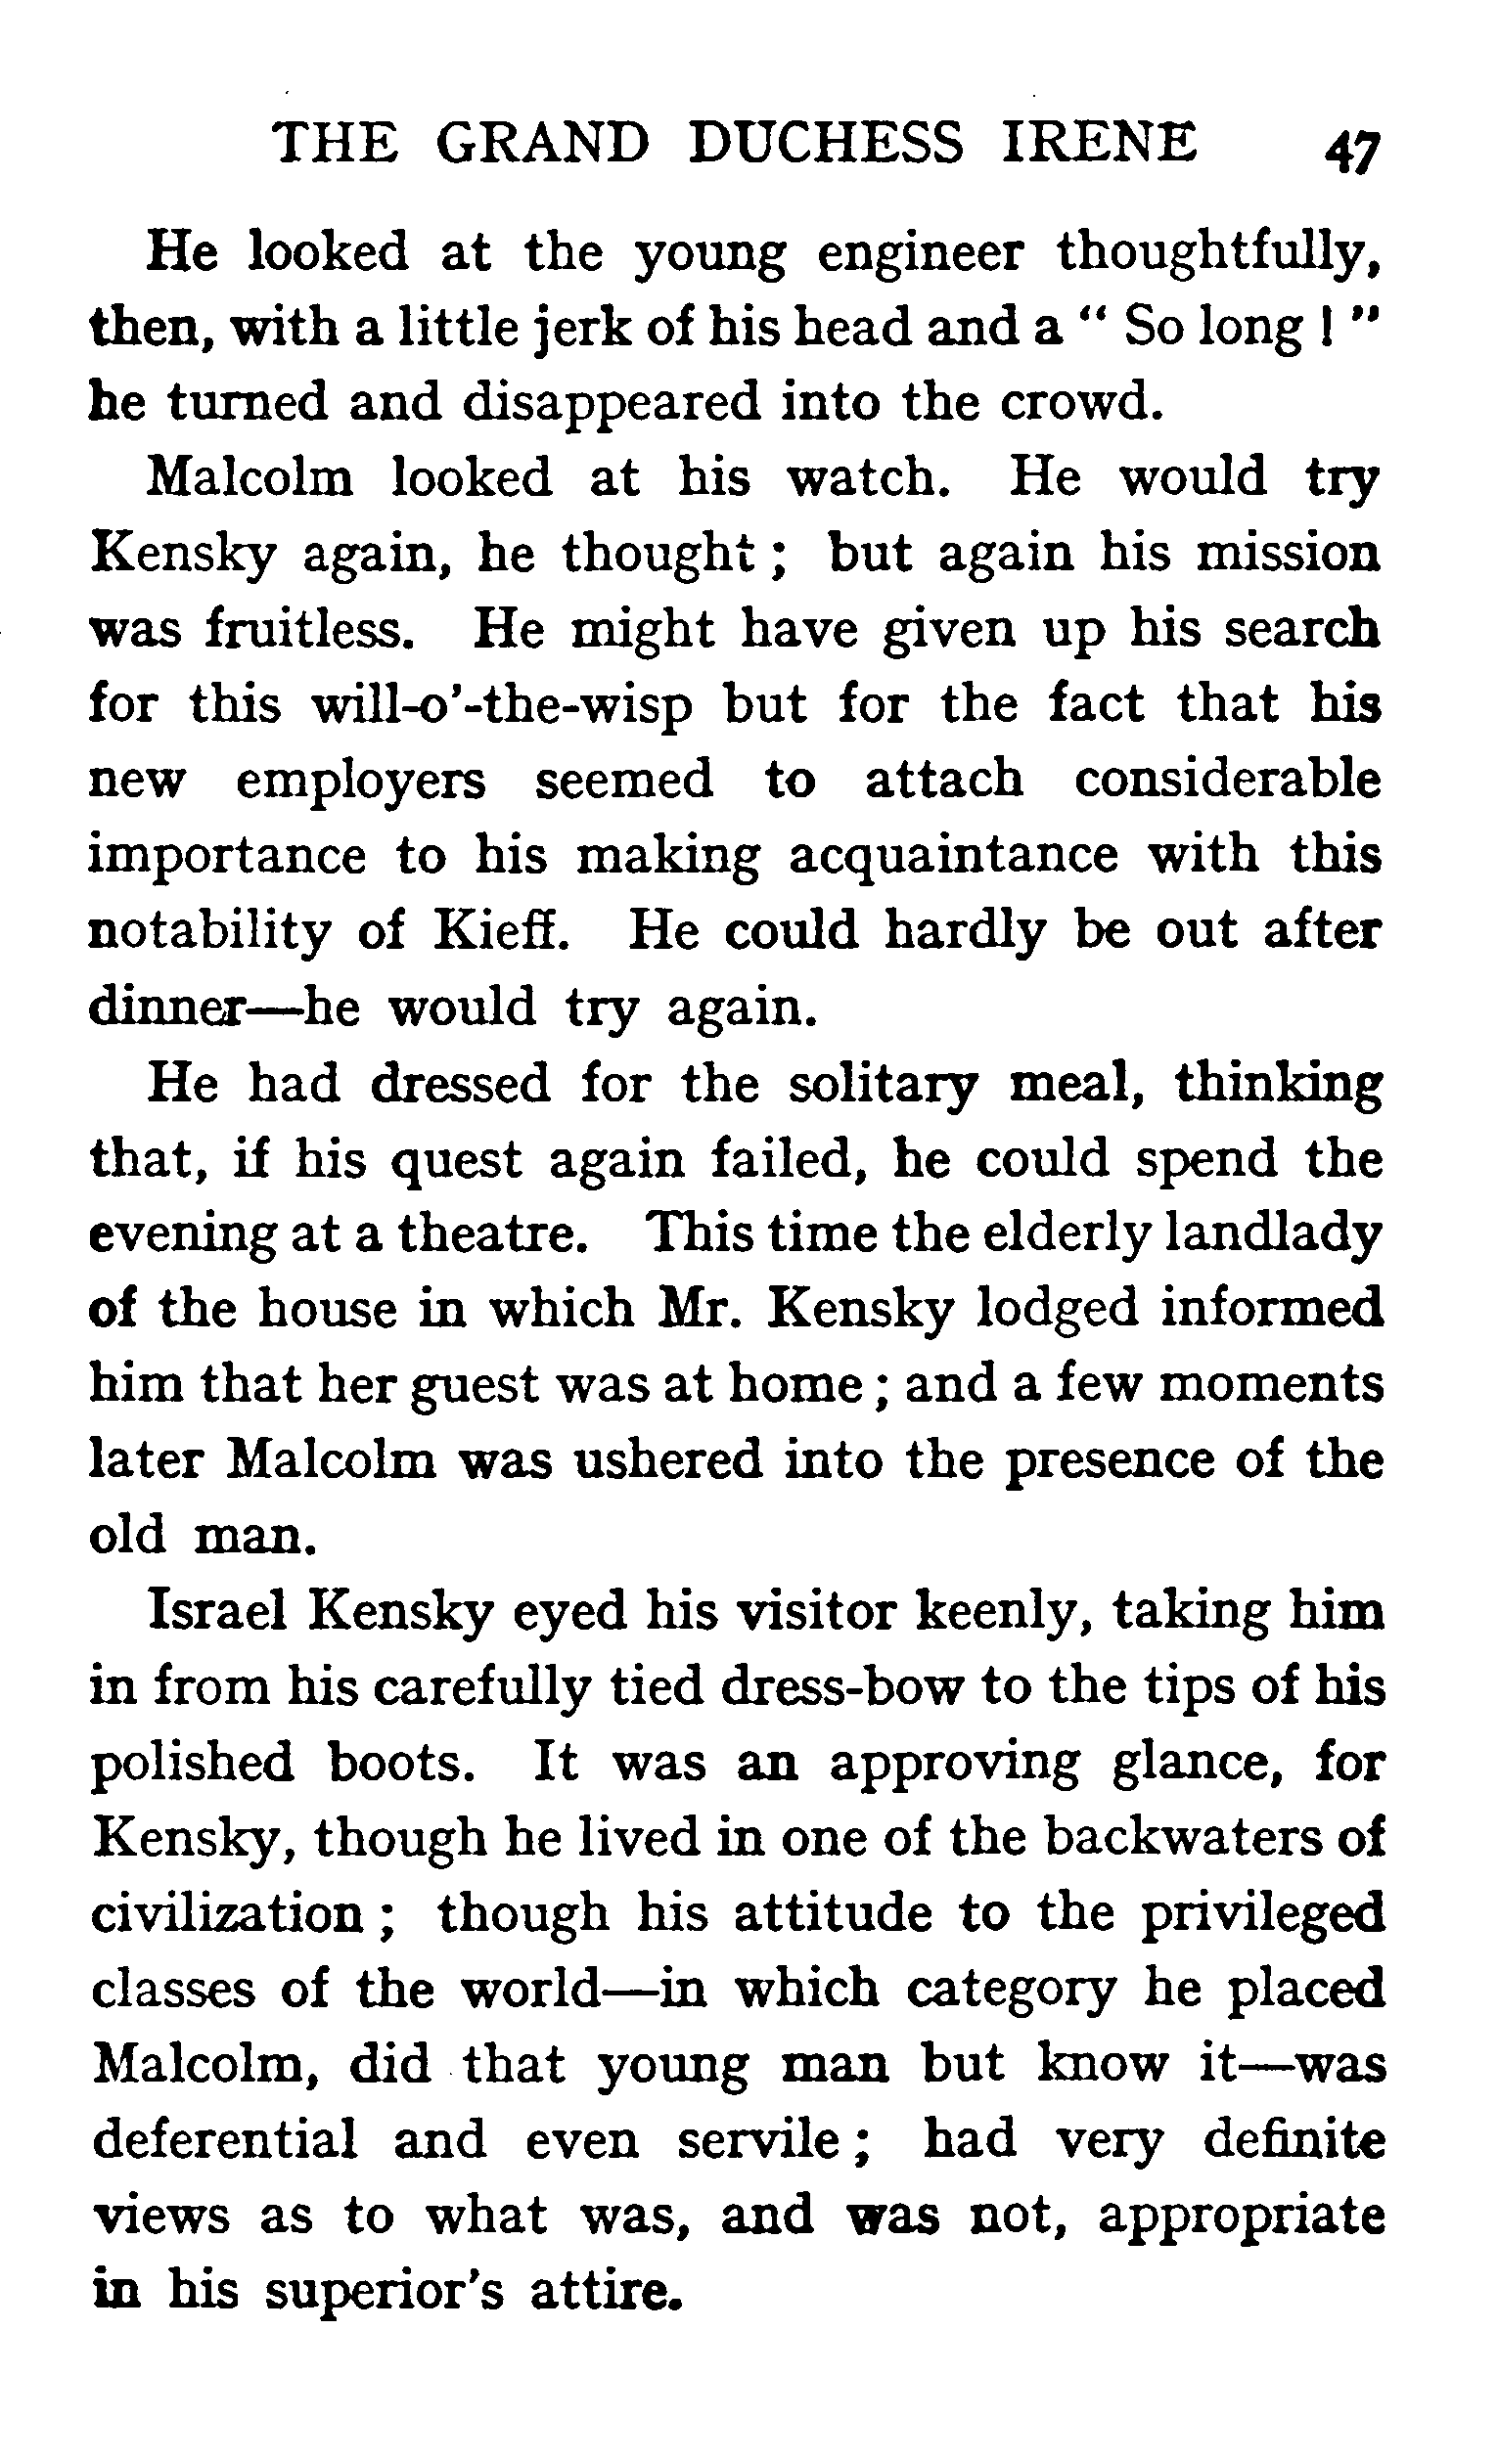 THE GRAND DUCHESS IRENE 47
He looked at the young engineer thoughtfully,
then, with a little jerk of his head and a “ So long ! ”
he turned and disappeared into the crowd.
Malcolm looked at his watch. He would try
Kensky again, he thought ; but again his mission
was fruitless. He might have given up his search
for this will-o’-the-wisp but for the fact that his
new employers seemed to attach considerable
importance to his making acquaintance with this
notability of Kieff. He could hardly be out after
dinner—he would try again.
He had dressed for the solitary meal, thinking
that, if his quest again failed, he could spend the
evening at a theatre. This time the elderly landlady
of the house in which Mr. Kensky lodged informed
him that her guest was at home ; and a few moments
later Malcolm was ushered into the presence of the
old man.
Israel Kensky eyed his visitor keenly, taking him
in from his carefully tied dress-bow to the tips of his
polished boots. It was an approving glance, for
Kensky, though he lived in one of the backwaters of
civilization ; though his attitude to the privileged
classes of the world—in which category he placed
Malcolm, did that young man but know it—was
deferential and even servile ; had very definite
views as to what was, and was not, appropriate
in his superior’s attire.